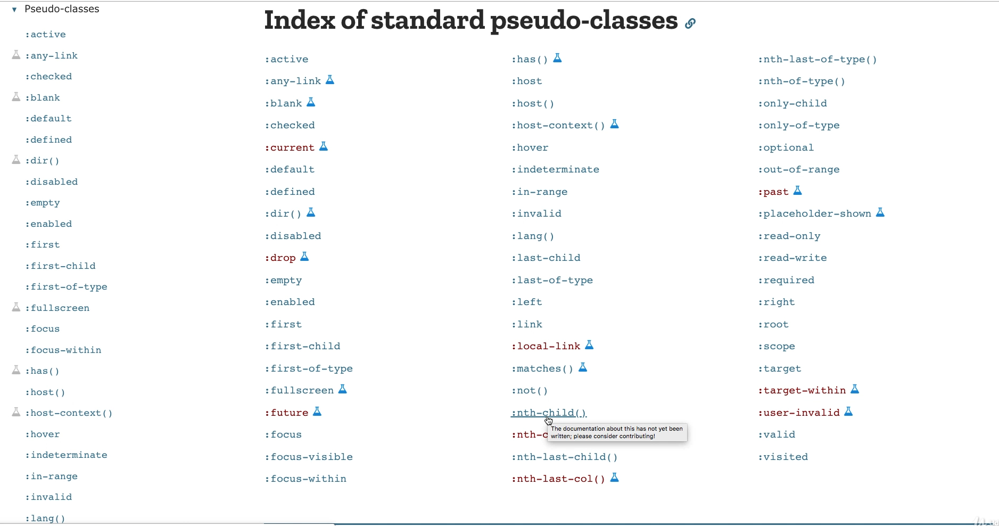 Pseudo-classes
:active
:any-link
:checked
:blank
:default
:defined
:dir()
:disabled
:empty
:enabled
:first
:first-child
:first-of-type
:fullscreen
:focus
:focus-within
:has()
:host()
:host-context()
:hover
:indeterminate
:in-range
:invalid
:lang()
Index of standard pseudo-classes
:active
:any-link
:blank
:checked
:current
:default
:defined
:dir()
:disabled
:drop
:empty
:enabled
:first
:first-child
:first-of-type
:fullscreen
:future
:focus
:focus-visible
:focus-within
:has()
:host
:host()
:host-context()
:hover
:indeterminate
:in-range
:invalid
:lang()
:last-child
:last-of-type
:left
:link
:local-link
:matches()
:not()
:nth-child()
The documentation about this has not yet been
written; please consider contributing!
:nth-c
:nth-last-child()
:nth-last-col()
:nth-last-of-type()
:nth-of-type()
:only-child
:only-of-type
:optional
:out-of-range
:past
:placeholder-shown
:read-only
:read-write
:required
:right
:root
:scope
:target
:target-within
:user-invalid
:valid
:visited